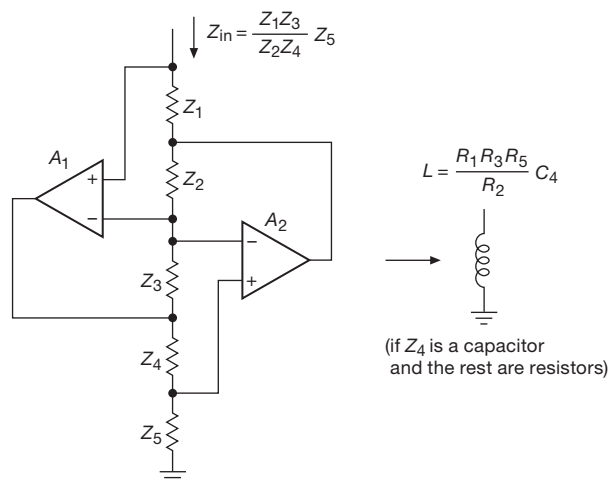 Zin = Z1Z3 / Z2Z4 Z5
Z1
A1
+
−
Z2
A2
−
+
Z3
Z4
Z5
L = R1R3R5 / R2 C4
(if Z4 is a capacitor
and the rest are resistors)